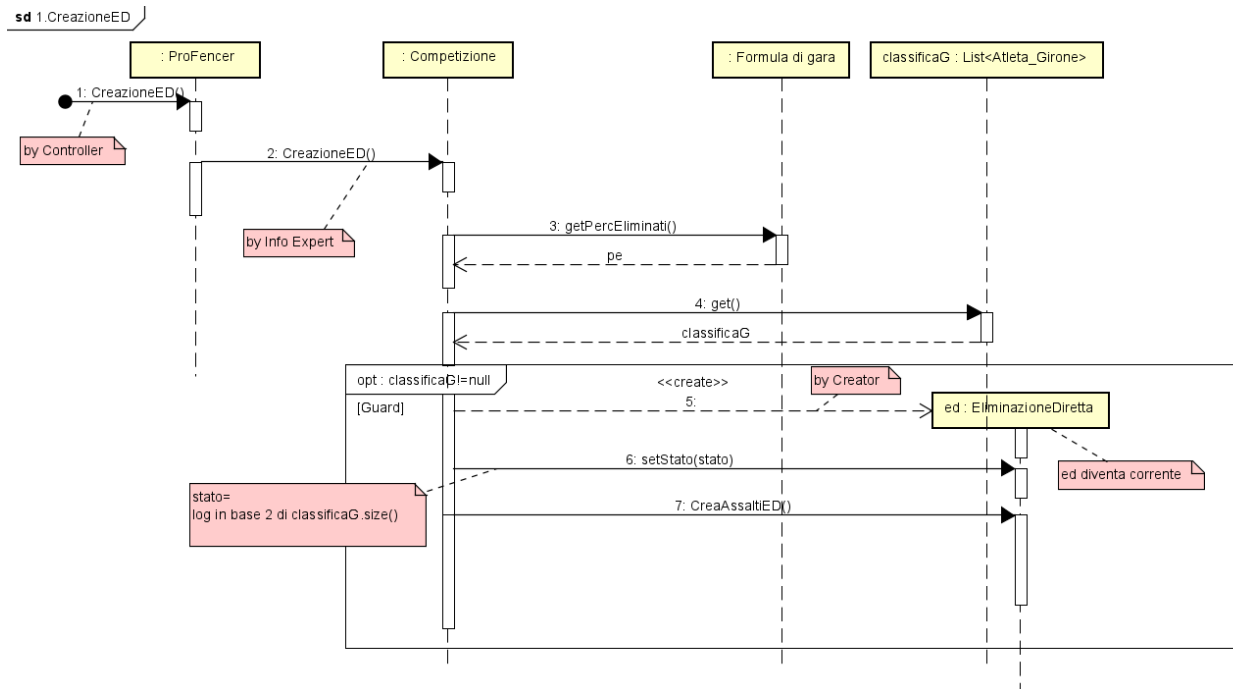 sd 1.CreazioneED
: ProFencer
: Competizione
: Formula di gara
classificaG : List<Atleta_Girone>
1: CreazioneED()
by Controller
2: CreazioneED()
by Info Expert
3: getPercEliminati()
pe
4: get()
classificaG
opt : classificaG!=null
[Guard]
<<create>>
5:
by Creator
ed : EliminazioneDiretta
6: setStato(stato)
ed diventa corrente
stato=
log in base 2 di classificaG.size()
7: CreaAssaltiED()